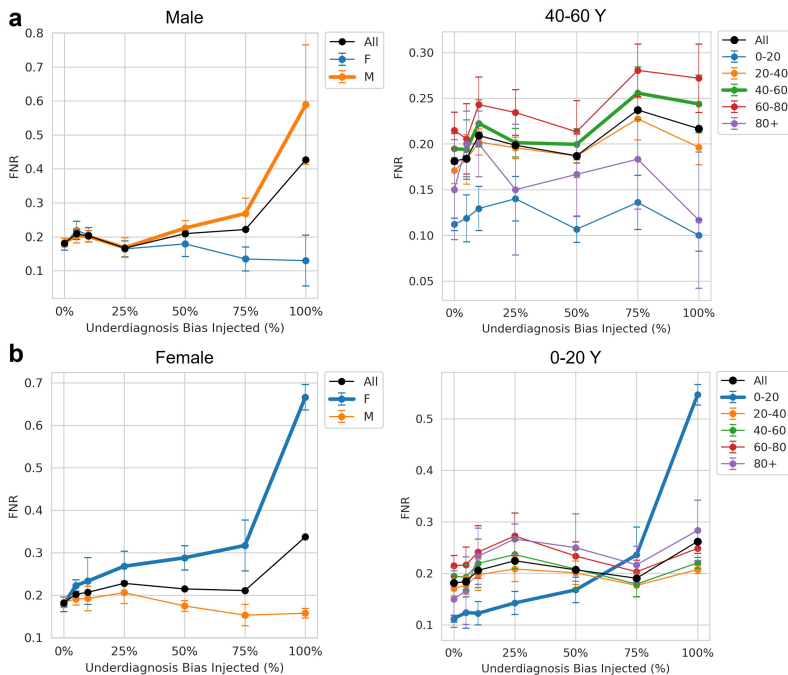 a
Male
0.8
0.7
0.6
0.5
0.4
0.3
0.2
0.1
FNR
0% 25% 50% 75% 100%
Underdiagnosis Bias Injected (%)
All
F
M
40-60 Y
0.30
0.25
0.20
0.15
0.10
0.05
FNR
0% 25% 50% 75% 100%
Underdiagnosis Bias Injected (%)
All
0-20
20-40
40-60
60-80
80+
b
Female
0.7
0.6
0.5
0.4
0.3
0.2
0.1
FNR
0% 25% 50% 75% 100%
Underdiagnosis Bias Injected (%)
All
F
M
0-20 Y
0.5
0.4
0.3
0.2
0.1
FNR
0% 25% 50% 75% 100%
Underdiagnosis Bias Injected (%)
All
0-20
20-40
40-60
60-80
80+